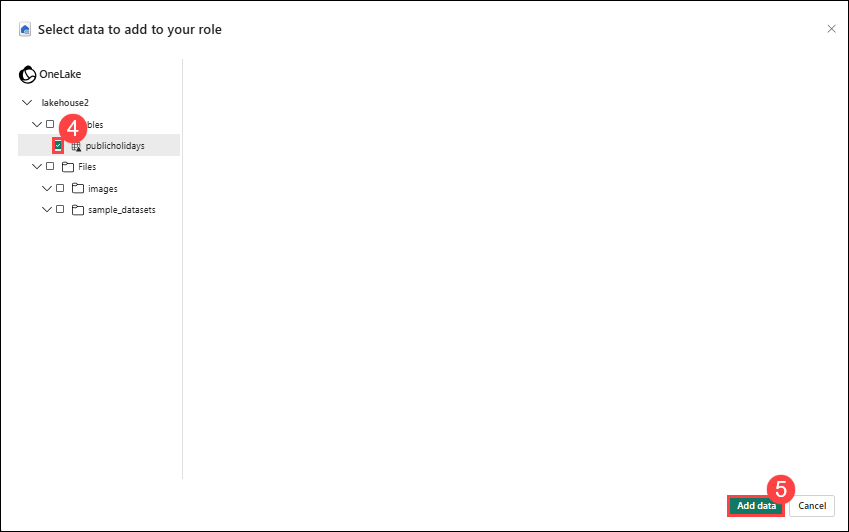 Select data to add to your role
OneLake
lakehouse2
4
bles
publicholidays
Files
images
sample_datasets
5
Add data
Cancel